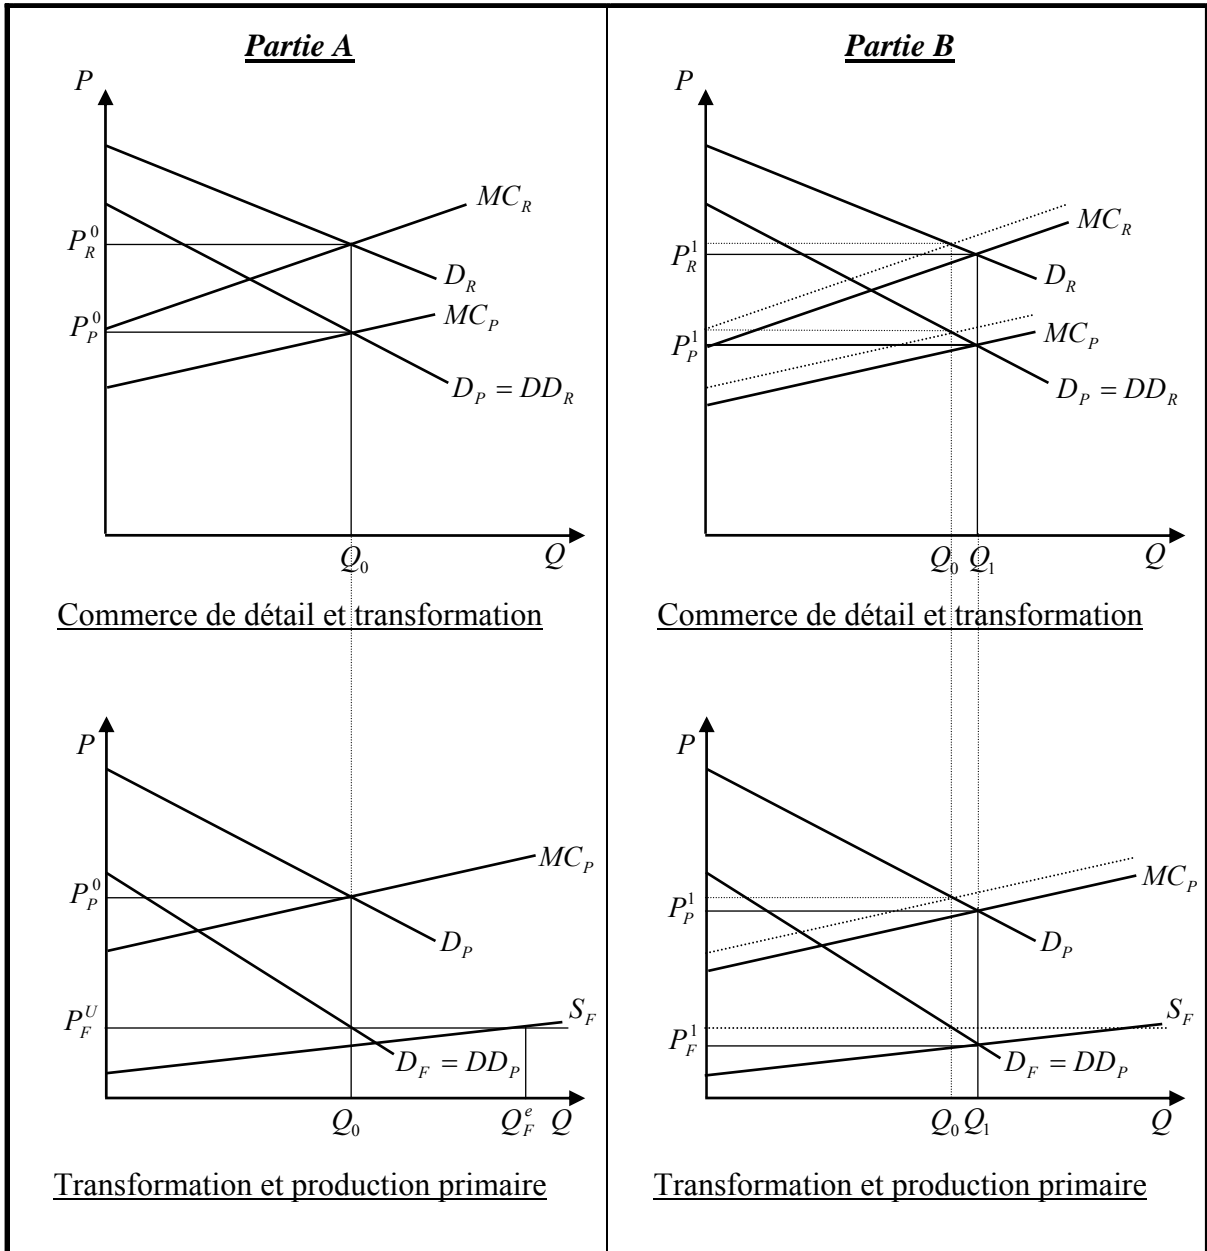 Partie A
P
MC_R
P_R^0
D_R
P_P^0
MC_P
D_P = DD_R
Q_0
Q
Commerce de détail et transformation
P
MC_P
P_P^0
D_P
P_F^U
S_F
D_F = DD_P
Q_0
Q_F^e
Q
Transformation et production primaire
Partie B
P
MC_R
P_R^1
D_R
P_P^1
MC_P
D_P = DD_R
Q_0
Q_1
Q
Commerce de détail et transformation
P
MC_P
P_P^1
D_P
S_F
P_F^1
D_F = DD_P
Q_0
Q_1
Q
Transformation et production primaire